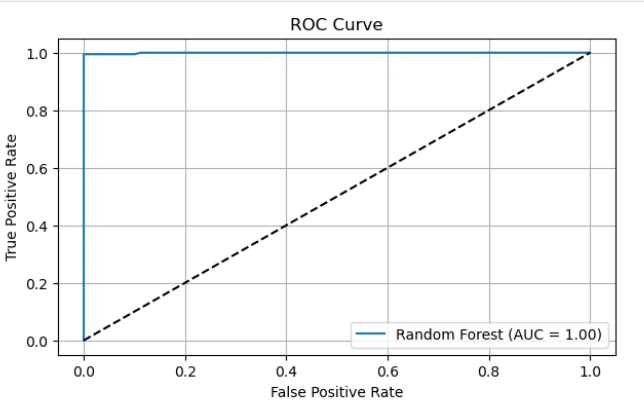 ROC Curve
True Positive Rate
1.0
0.8
0.6
0.4
0.2
0.0
Random Forest (AUC = 1.00)
0.0 0.2 0.4 0.6 0.8 1.0
False Positive Rate